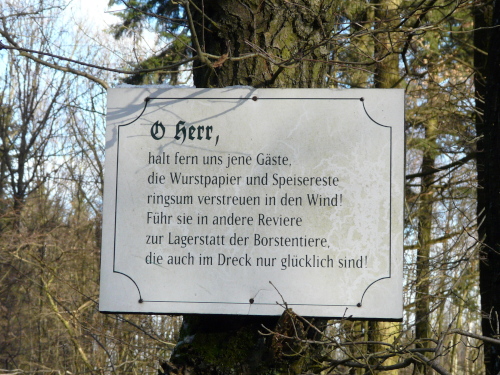 O Herr,
halt fern uns jene Gäste,
die Wurstpapier und Speisereste
ringsum verstreuen in den Wind!
Führ sie in andere Reviere
zur Lagerstatt der Borstentiere,
die auch im Dreck nur glücklich sind!